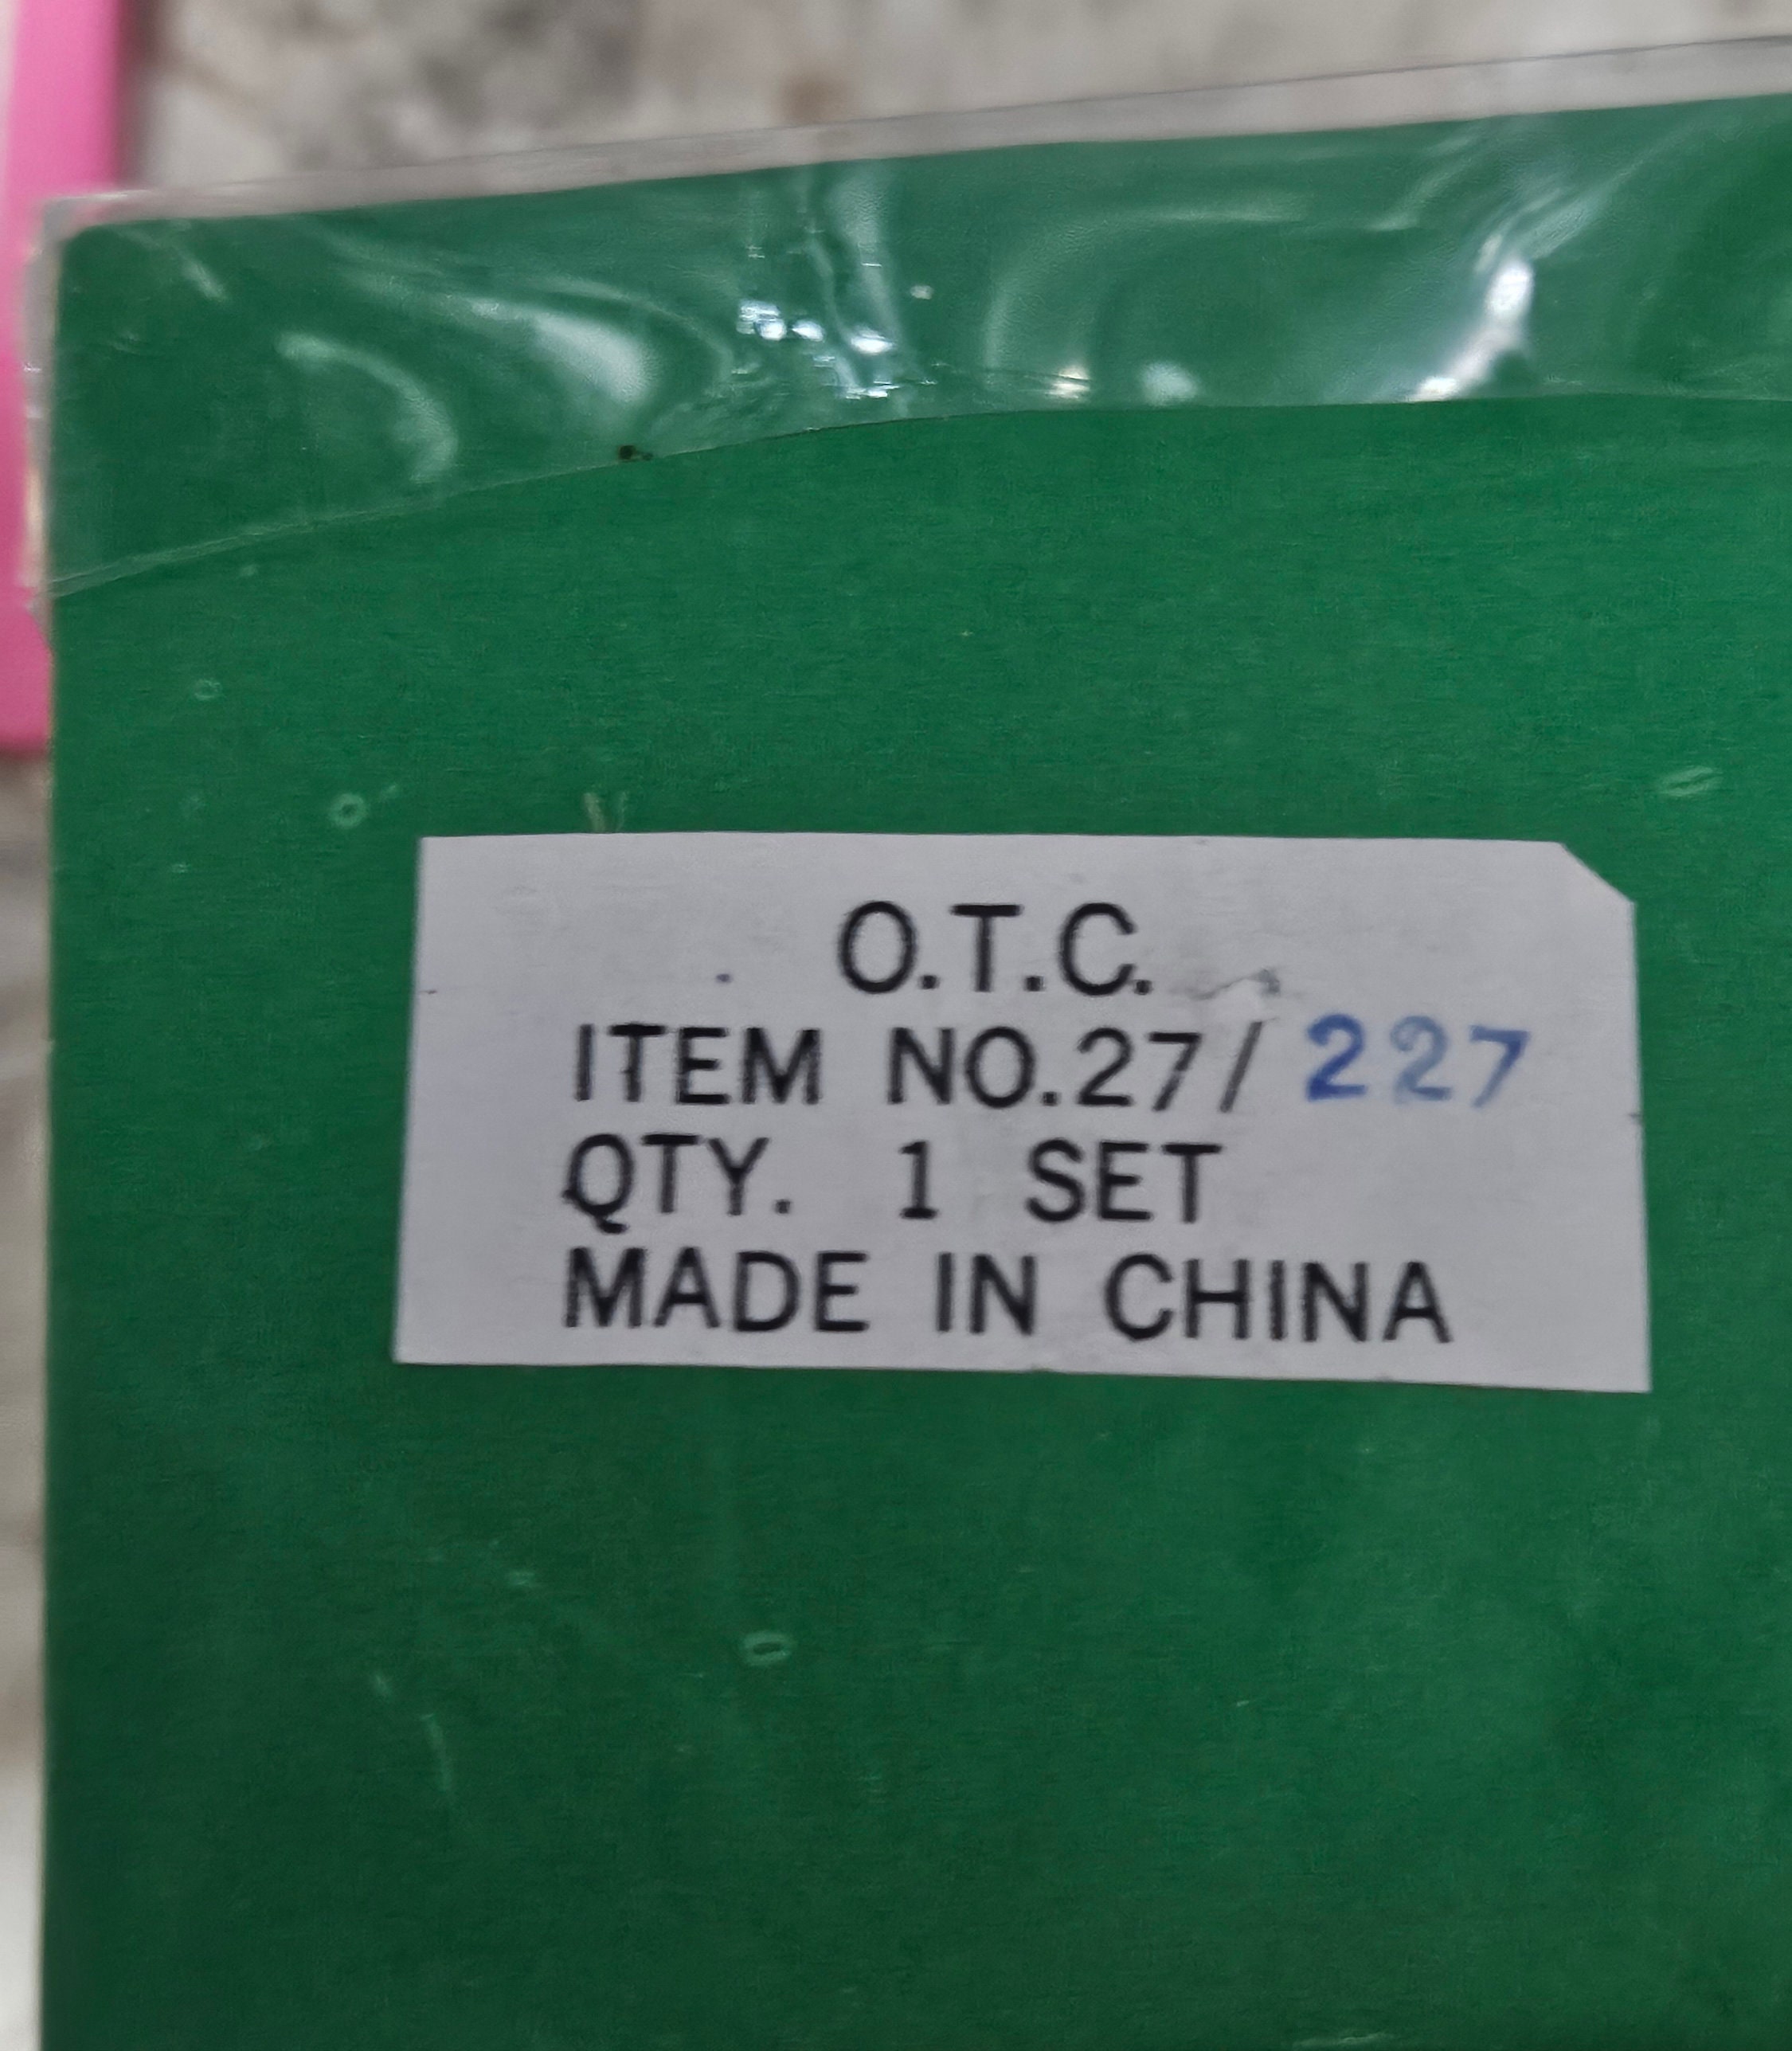 O.T.C.
ITEM NO.27/ 227
QTY. 1 SET
MADE IN CHINA